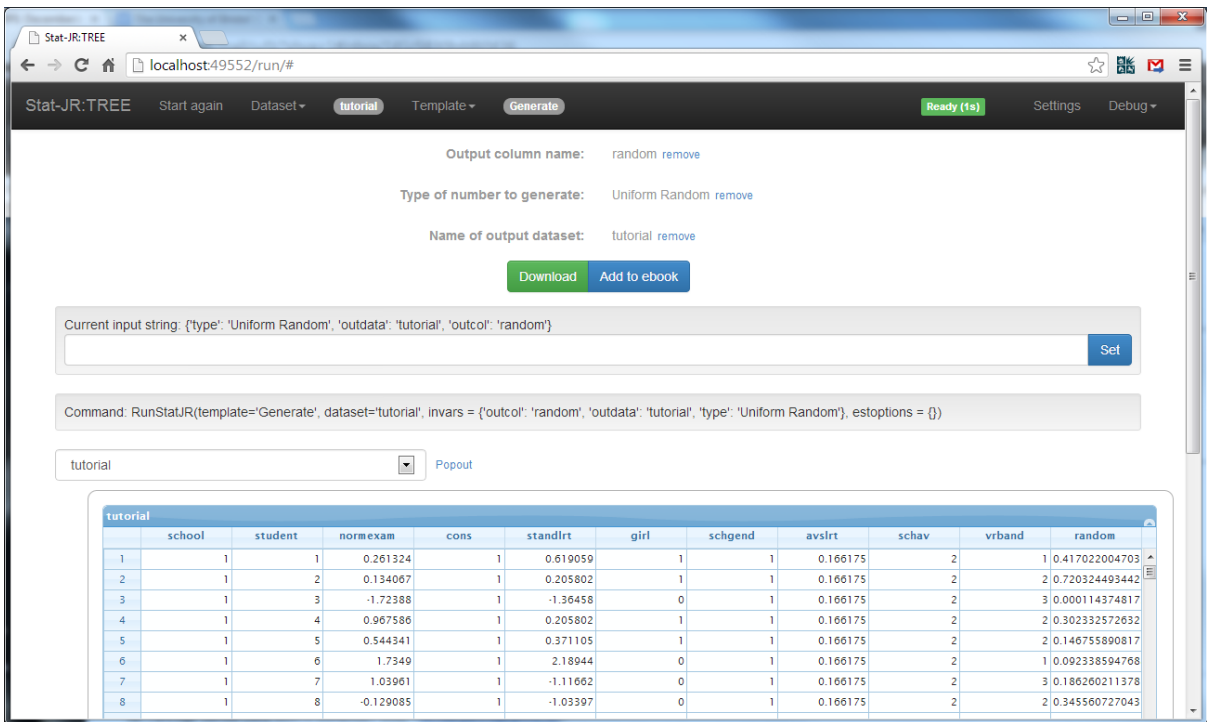 Stat-JR:TREE
localhost:49552/run/#
Stat-JR:TREE Start again Dataset tutorial Template Generate Ready (1s) Settings Debug
Output column name: random remove
Type of number to generate: Uniform Random remove
Name of output dataset: tutorial remove
Download Add to ebook
Current input string: {'type': 'Uniform Random', 'outdata': 'tutorial', 'outcol': 'random'}
Set
Command: RunStatJR(template='Generate', dataset='tutorial', invars = {'outcol': 'random', 'outdata': 'tutorial', 'type': 'Uniform Random'}, estoptions = {})
tutorial Popout
tutorial
school student normexam cons standlrt girl schgend avslrt schav vrband random
1 1 1 0.261324 1 0.619059 1 1 0.166175 2 1 0.417022004703
2 1 2 0.134067 1 0.205802 1 1 0.166175 2 2 0.720324493442
3 1 3 -1.72388 1 -1.36458 0 1 0.166175 2 3 0.000114374817
4 1 4 0.967586 1 0.205802 1 1 0.166175 2 2 0.302332572632
5 1 5 0.544341 1 0.371105 1 1 0.166175 2 2 0.146755890817
6 1 6 1.7349 1 2.18944 0 1 0.166175 2 1 0.092338594768
7 1 7 1.03961 1 -1.11662 0 1 0.166175 2 3 0.186260211378
8 1 8 -0.129085 1 -1.03397 0 1 0.166175 2 2 0.345560727043